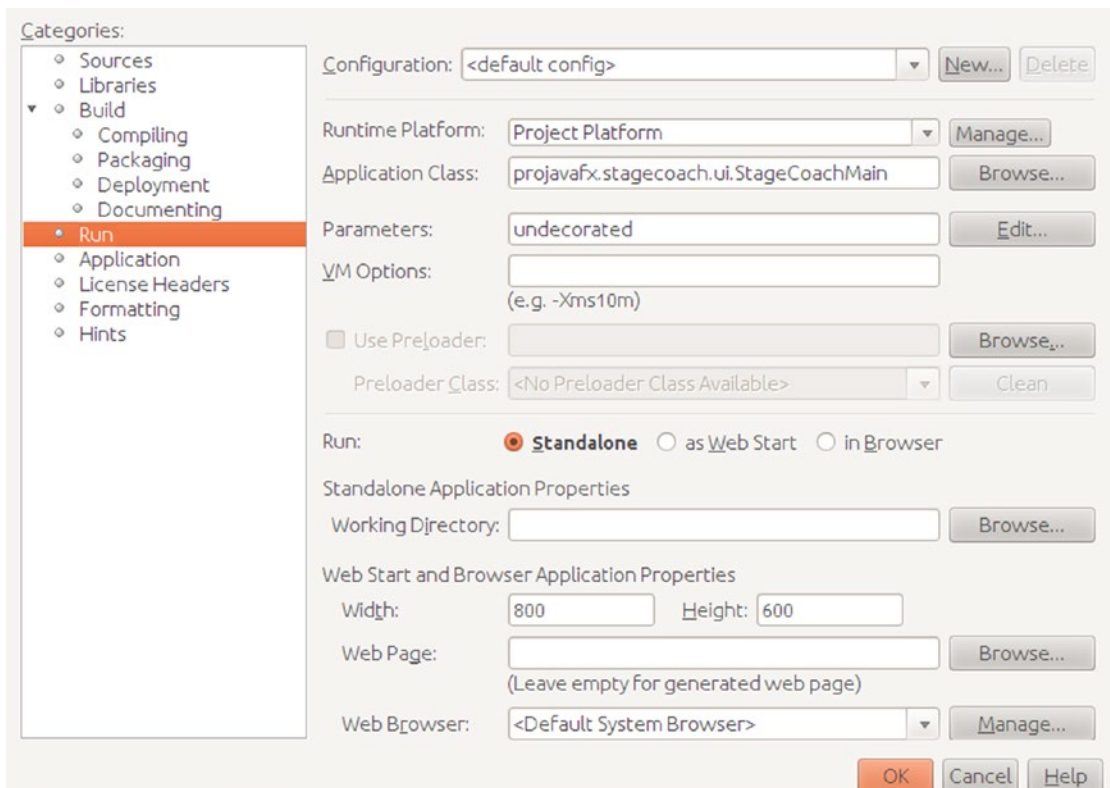 Categories:
Sources
Libraries
Build
Compiling
Packaging
Deployment
Documenting
Run
Application
License Headers
Formatting
Hints
Configuration: <default config> New... Delete
Runtime Platform: Project Platform Manage...
Application Class: projavafx.stagecoach.ui.StageCoachMain Browse...
Parameters: undecorated Edit...
VM Options:
(e.g. -Xms10m)
Use Preloader: Browse...
Preloader Class: <No Preloader Class Available> Clean
Run: Standalone as Web Start in Browser
Standalone Application Properties
Working Directory: Browse...
Web Start and Browser Application Properties
Width: 800 Height: 600
Web Page: Browse...
(Leave empty for generated web page)
Web Browser: <Default System Browser> Manage...
OK Cancel Help